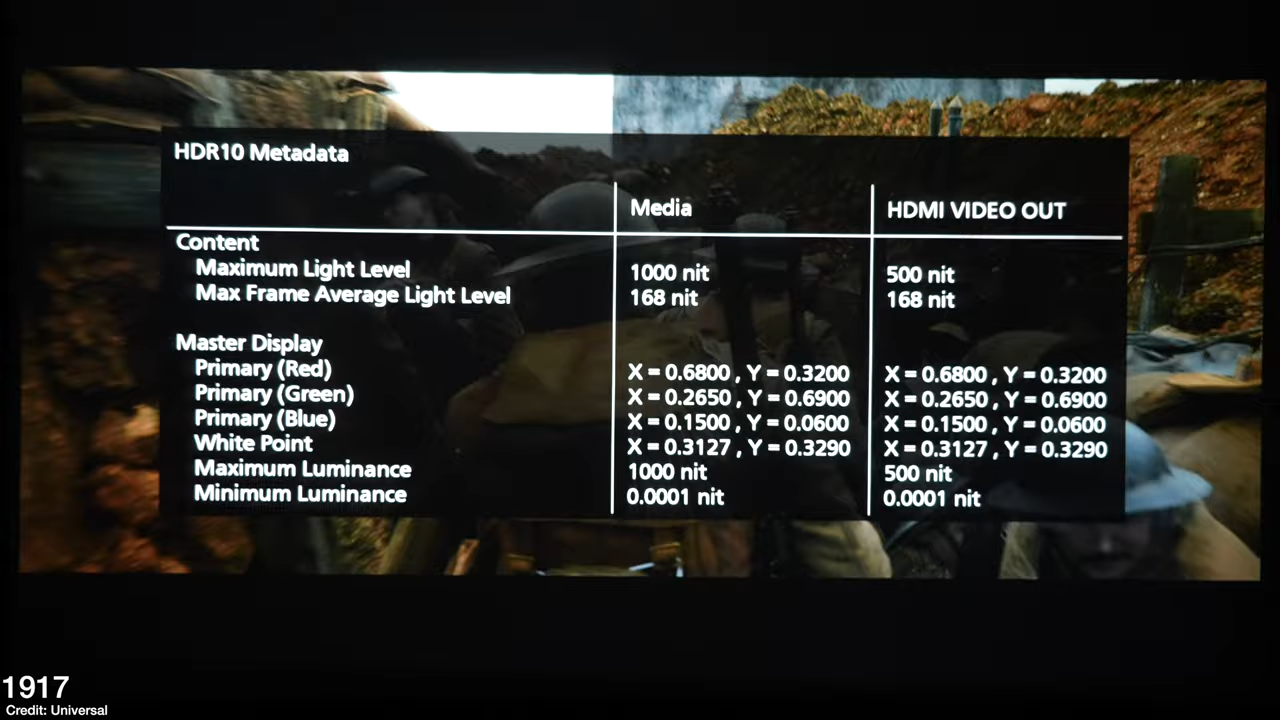 HDR10 Metadata
Media HDMI VIDEO OUT
Content
Maximum Light Level 1000 nit 500 nit
Max Frame Average Light Level 168 nit 168 nit
Master Display
Primary (Red) X = 0.6800 , Y = 0.3200 X = 0.6800 , Y = 0.3200
Primary (Green) X = 0.2650 , Y = 0.6900 X = 0.2650 , Y = 0.6900
Primary (Blue) X = 0.1500 , Y = 0.0600 X = 0.1500 , Y = 0.0600
White Point X = 0.3127 , Y = 0.3290 X = 0.3127 , Y = 0.3290
Maximum Luminance 1000 nit 500 nit
Minimum Luminance 0.0001 nit 0.0001 nit
1917
Credit: Universal